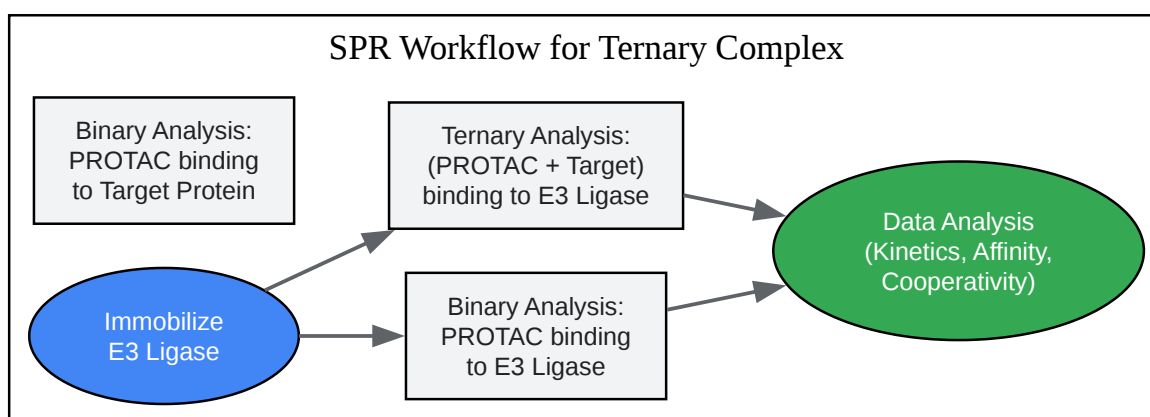 SPR Workflow for Ternary Complex
Binary Analysis:
PROTAC binding
to Target Protein
Ternary Analysis:
(PROTAC + Target)
binding to E3 Ligase
Data Analysis
(Kinetics, Affinity,
Cooperativity)
Immobilize
E3 Ligase
Binary Analysis:
PROTAC binding
to E3 Ligase